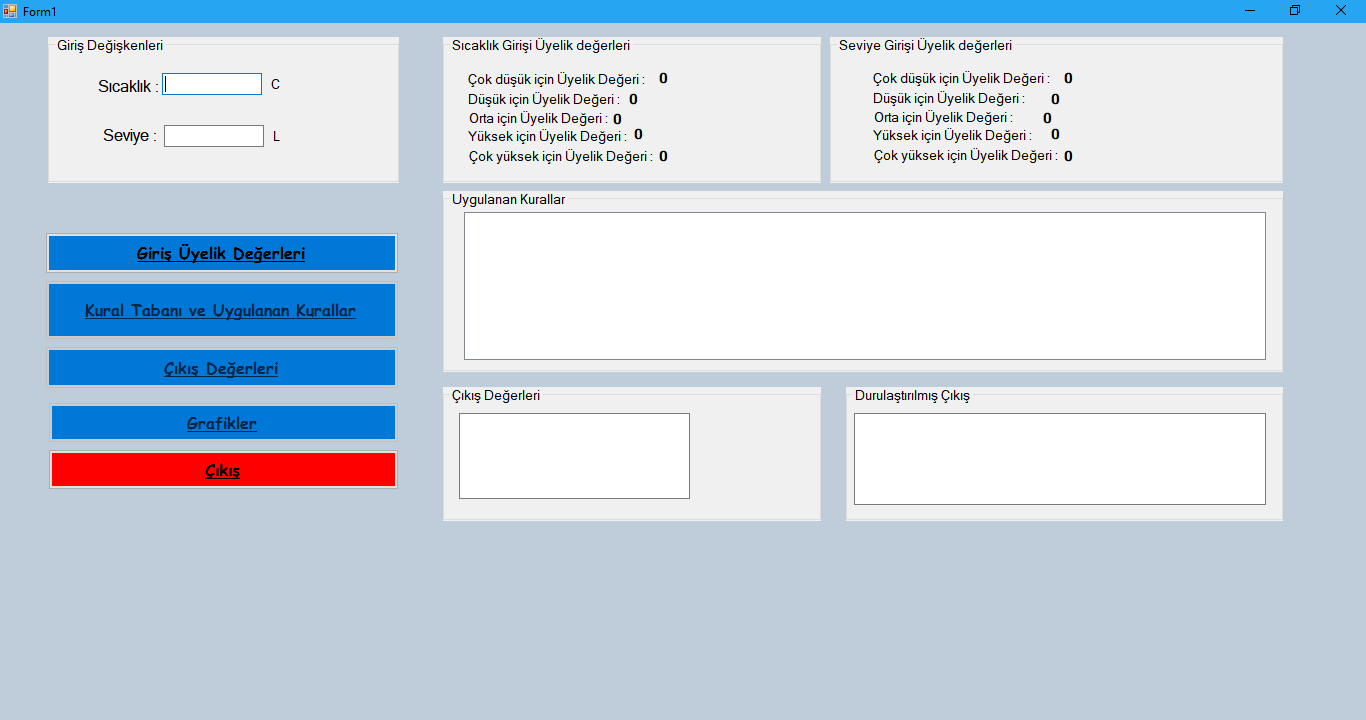 Form1
Giriş Değişkenleri
Sıcaklık : C
Seviye : L
Giriş Üyelik Değerleri
Kural Tabanı ve Uygulanan Kurallar
Çıkış Değerleri
Grafikler
Çıkış
Sıcaklık Girişi Üyelik değerleri
Çok düşük için Üyelik Değeri : 0
Düşük için Üyelik Değeri : 0
Orta için Üyelik Değeri : 0
Yüksek için Üyelik Değeri : 0
Çok yüksek için Üyelik Değeri : 0
Seviye Girişi Üyelik değerleri
Çok düşük için Üyelik Değeri : 0
Düşük için Üyelik Değeri : 0
Orta için Üyelik Değeri : 0
Yüksek için Üyelik Değeri : 0
Çok yüksek için Üyelik Değeri : 0
Uygulanan Kurallar
Çıkış Değerleri
Durulaştırılmış Çıkış